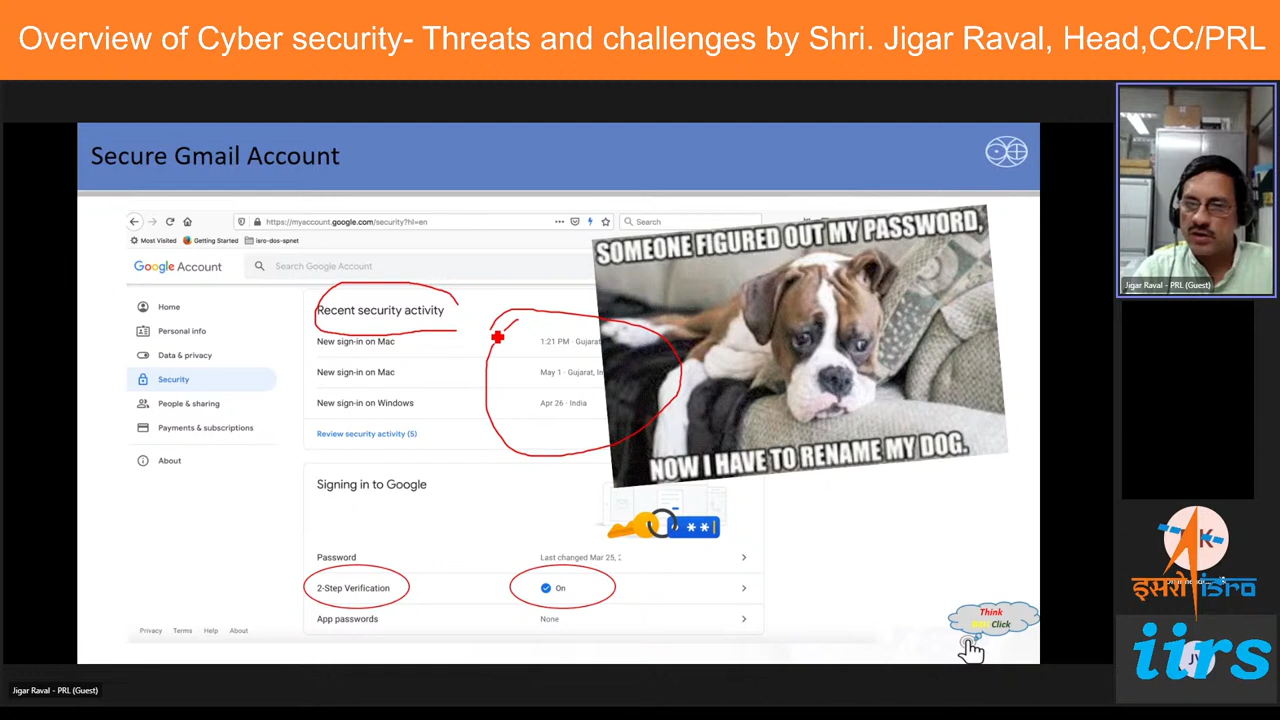 Overview of Cyber security- Threats and challenges by Shri. Jigar Raval, Head,CC/PRL
Secure Gmail Account
https://myaccount.google.com/security?hl=en
Search
Most Visited
Getting Started
isro-dos-spnet
Google Account
Search Google Account
Home
Personal info
Data & privacy
Security
People & sharing
Payments & subscriptions
About
Recent security activity
New sign-in on Mac
1:21 PM · Gujarat
New sign-in on Mac
May 1 · Gujarat, In
New sign-in on Windows
Apr 26 · India
Review security activity (5)
SOMEONE FIGURED OUT MY PASSWORD,
NOW I HAVE TO RENAME MY DOG.
Signing in to Google
**|
Password
Last changed Mar 25, 2
2-Step Verification
On
App passwords
None
Privacy
Terms
Help
About
Think
Click
Jigar Raval - PRL (Guest)
K
इसरो isro
JY
iirs
Jigar Raval - PRL (Guest)